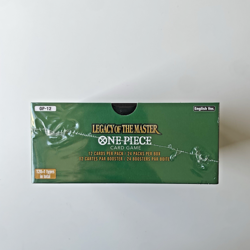 OP-12
English Ver.
LEGACY OF THE MASTER
ONE PIECE
CARD GAME
12 CARDS PER PACK • 24 PACKS PER BOX
12 CARTES PAR BOOSTER • 24 BOOSTERS PAR BOITE